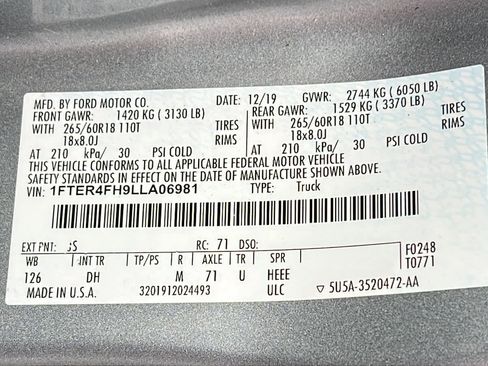 MFD. BY FORD MOTOR CO.
DATE: 12/19 GVWR: 2744 KG ( 6050 LB)
FRONT GAWR: 1420 KG ( 3130 LB) REAR GAWR: 1529 KG ( 3370 LB)
WITH 265/60R18 110T TIRES WITH 265/60R18 110T TIRES
18x8.0J RIMS 18x8.0J RIMS
AT 210 kPa/ 30 PSI COLD AT 210 kPa/ 30 PSI COLD
THIS VEHICLE CONFORMS TO ALL APPLICABLE FEDERAL MOTOR VEHICLE
SAFETY STANDARDS IN EFFECT ON THE DATE OF MANUFACTURE SHOWN ABOVE.
VIN: 1FTER4FH9LLA06981 TYPE: Truck
EXT PNT: RC: 71 DSO:
WB INT TR TP/PS R AXLE TR SPR
126 DH M 71 U HEEE
F0248
T0771
MADE IN U.S.A. 3201912024493 ULC ▽ 5U5A-3520472-AA